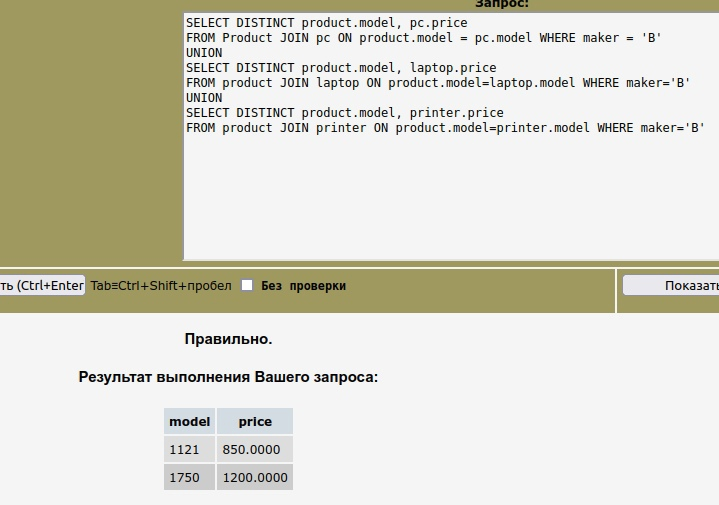 Запрос:
SELECT DISTINCT product.model, pc.price
FROM Product JOIN pc ON product.model = pc.model WHERE maker = 'B'
UNION
SELECT DISTINCT product.model, laptop.price
FROM product JOIN laptop ON product.model=laptop.model WHERE maker='B'
UNION
SELECT DISTINCT product.model, printer.price
FROM product JOIN printer ON product.model=printer.model WHERE maker='B'
ть (Ctrl+Enter Tab≡Ctrl+Shift+пробел Без проверки Показать
Правильно.
Результат выполнения Вашего запроса:
model price
1121 850.0000
1750 1200.0000